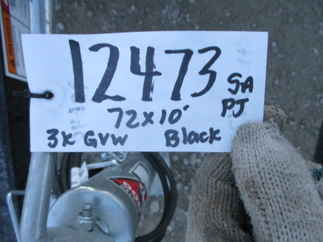 12473 SA
PJ
72x10'
3K GVW Black